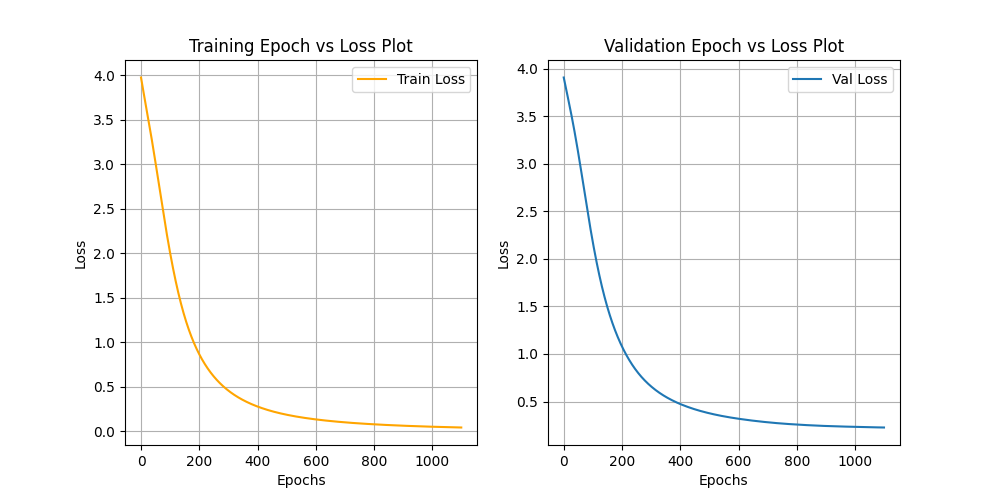 Training Epoch vs Loss Plot
Train Loss
4.0
3.5
3.0
2.5
2.0
1.5
1.0
0.5
0.0
Loss
0 200 400 600 800 1000
Epochs
Validation Epoch vs Loss Plot
Val Loss
4.0
3.5
3.0
2.5
2.0
1.5
1.0
0.5
Loss
0 200 400 600 800 1000
Epochs